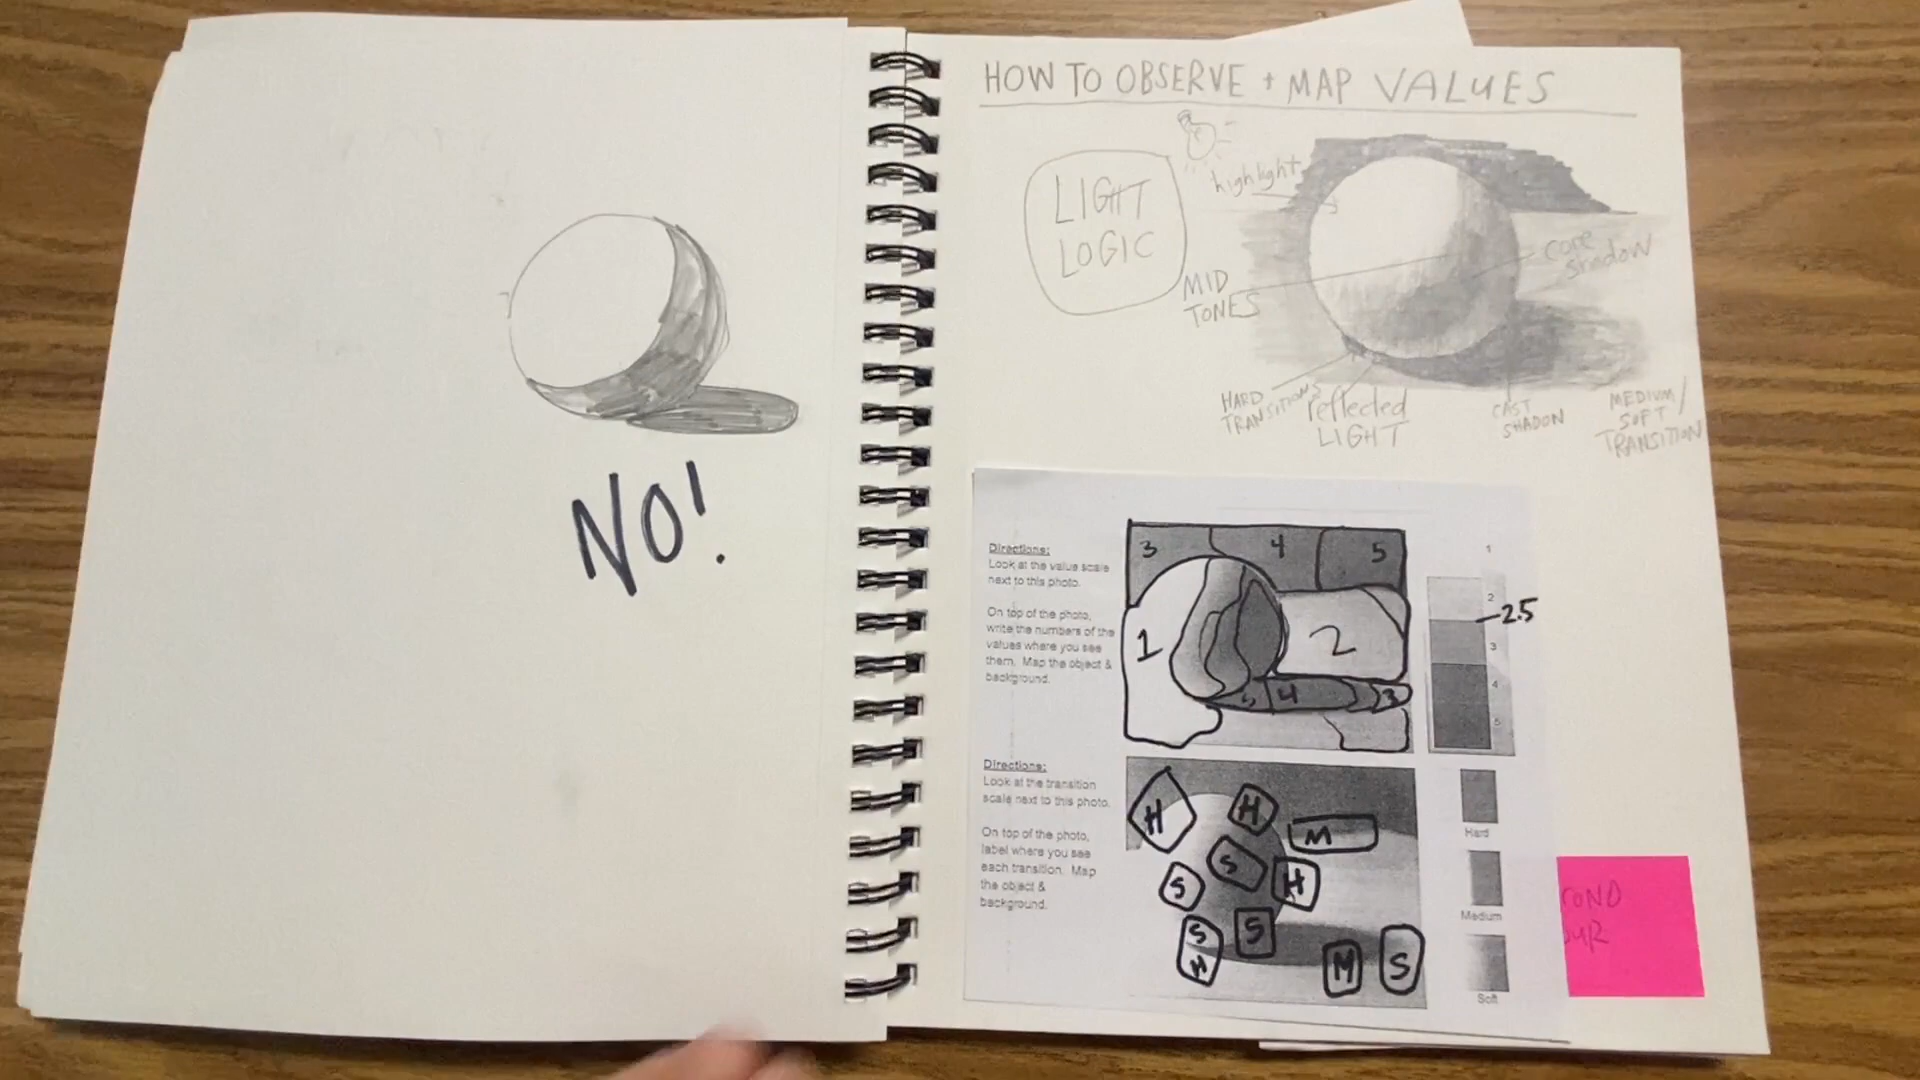 NO!
HOW TO OBSERVE + MAP VALUES
LIGHT
LOGIC
highlight
MID
TONES
core
shadow
HARD
TRANSITIONS
reflected
LIGHT
CAST
SHADOW
MEDIUM/
SOFT
TRANSITION
Directions:
Look at the value scale
next to this photo.
On top of the photo,
write the numbers of the
values where you see
them. Map the object &
background.
3 4 5
1
2
4
3
1
2
2.5
3
4
5
Directions:
Look at the transition
scale next to this photo.
On top of the photo,
label where you see
each transition. Map
the object &
background.
H H M
S S H
S S
H M S
Hard
Medium
Soft